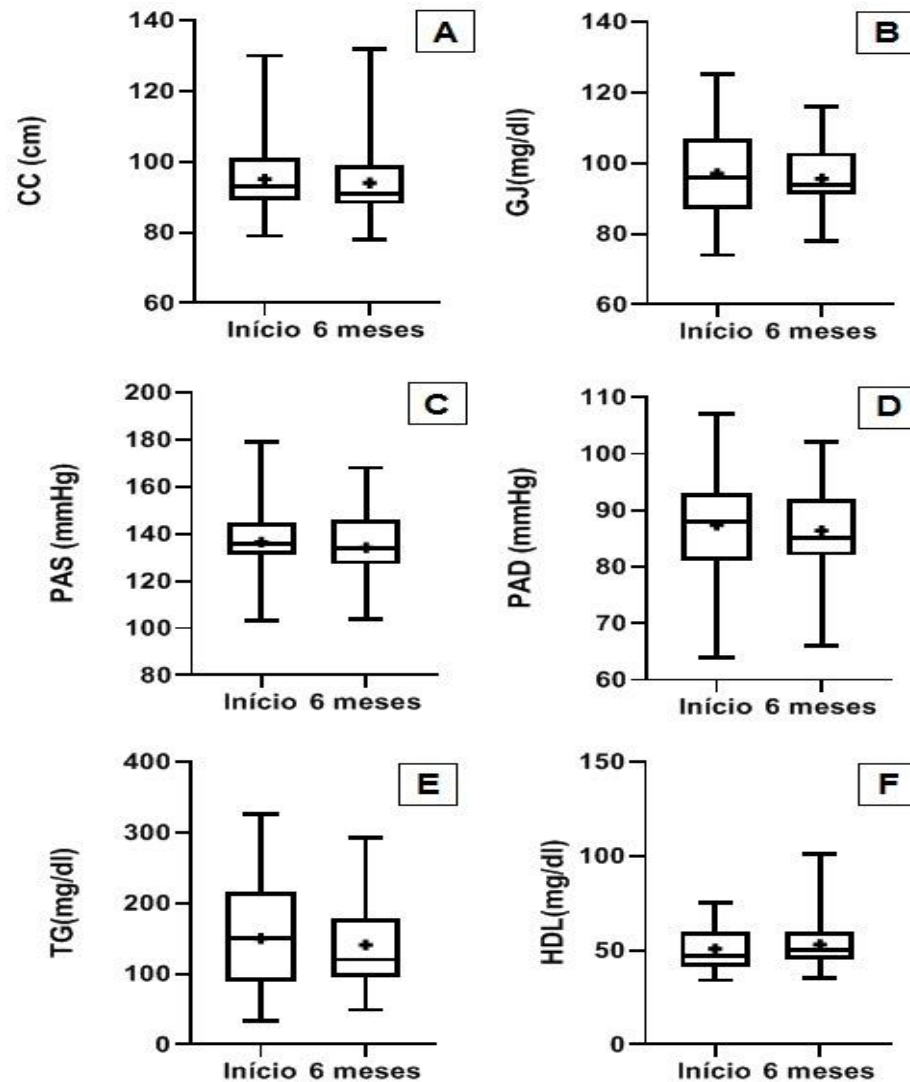 A
CC (cm)
140
120
100
80
60
Início 6 meses
B
GJ(mg/dl)
140
120
100
80
60
Início 6 meses
C
PAS (mmHg)
200
180
160
140
120
100
80
Início 6 meses
D
PAD (mmHg)
110
100
90
80
70
60
Início 6 meses
E
TG(mg/dl)
400
300
200
100
0
Início 6 meses
F
HDL(mg/dl)
150
100
50
0
Início 6 meses